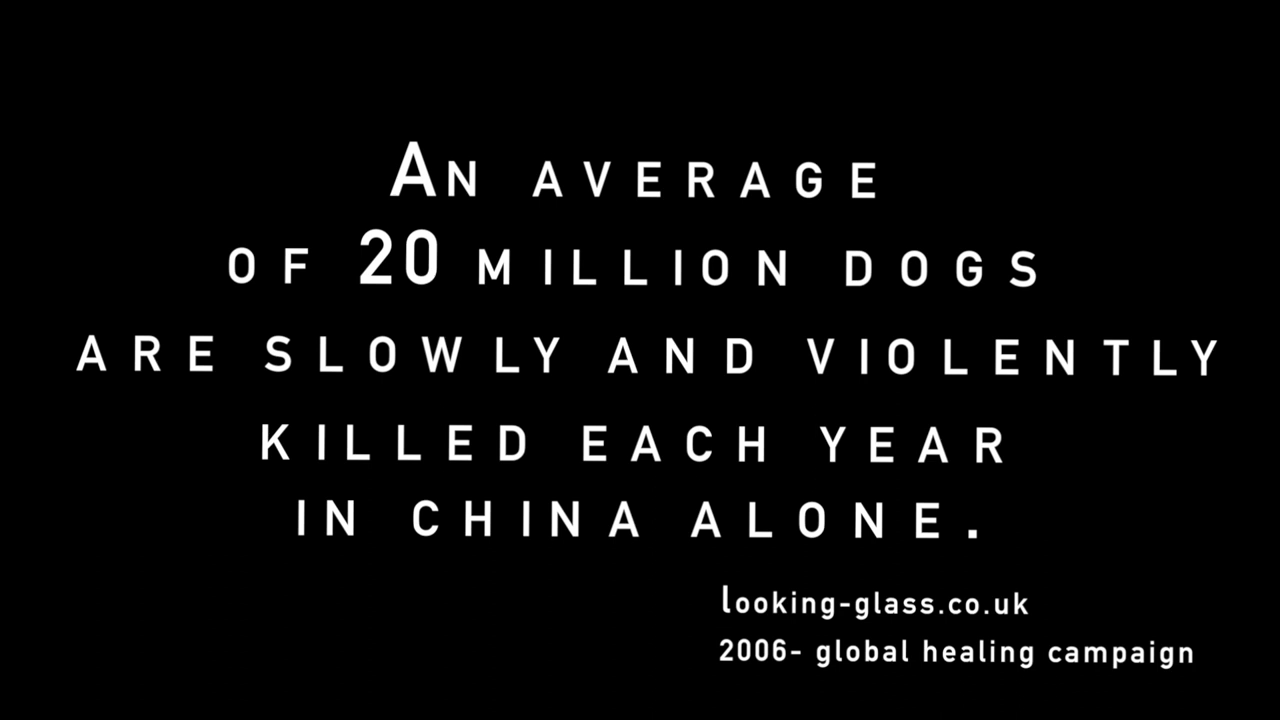 An AVERAGE
OF 20 MILLION DOGS
ARE SLOWLY AND VIOLENTLY
KILLED EACH YEAR
IN CHINA ALONE.
looking-glass.co.uk
2006- global healing campaign